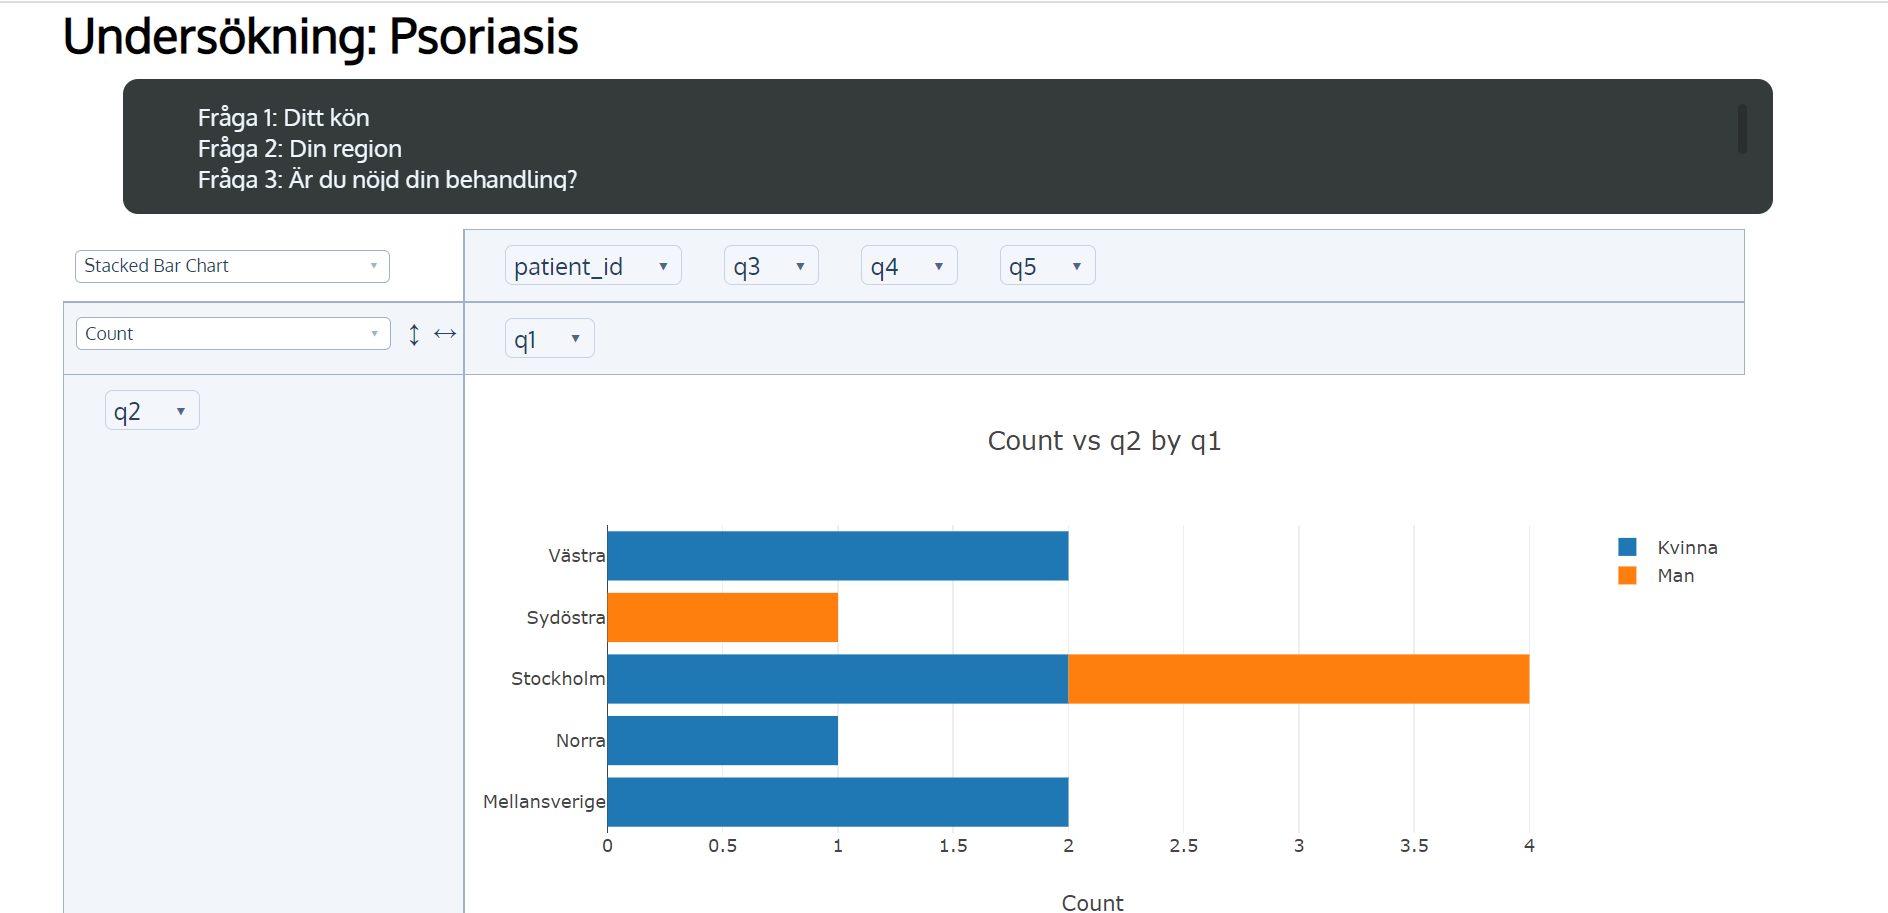 Undersökning: Psoriasis
Fråga 1: Ditt kön
Fråga 2: Din region
Fråga 3: Är du nöjd din behandling?
Stacked Bar Chart
patient_id q3 q4 q5
Count
q1
q2
Count vs q2 by q1
Kvinna
Man
Västra
Sydöstra
Stockholm
Norra
Mellansverige
0 0.5 1 1.5 2 2.5 3 3.5 4
Count